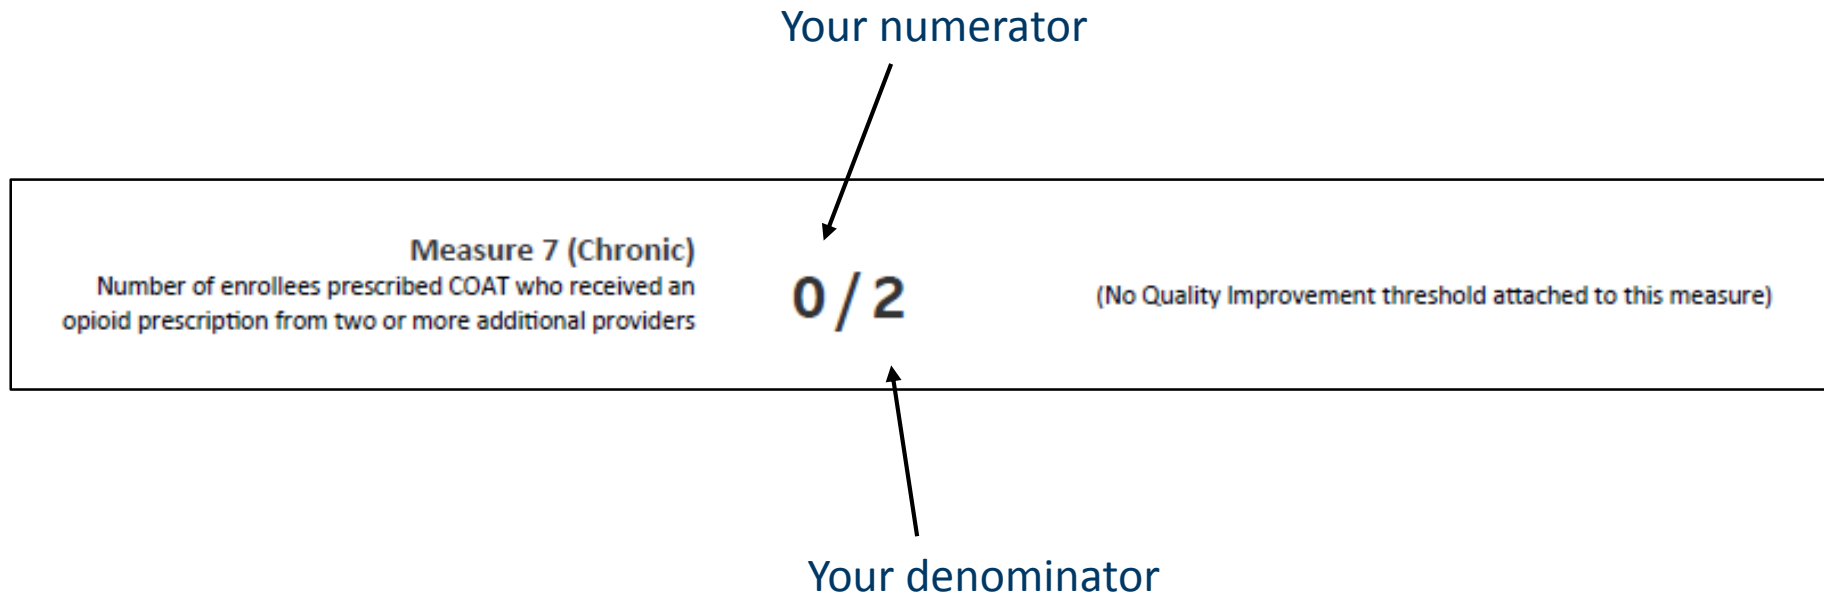 Your numerator
Measure 7 (Chronic)
Number of enrollees prescribed COAT who received an
opioid prescription from two or more additional providers
0/2
(No Quality Improvement threshold attached to this measure)
Your denominator